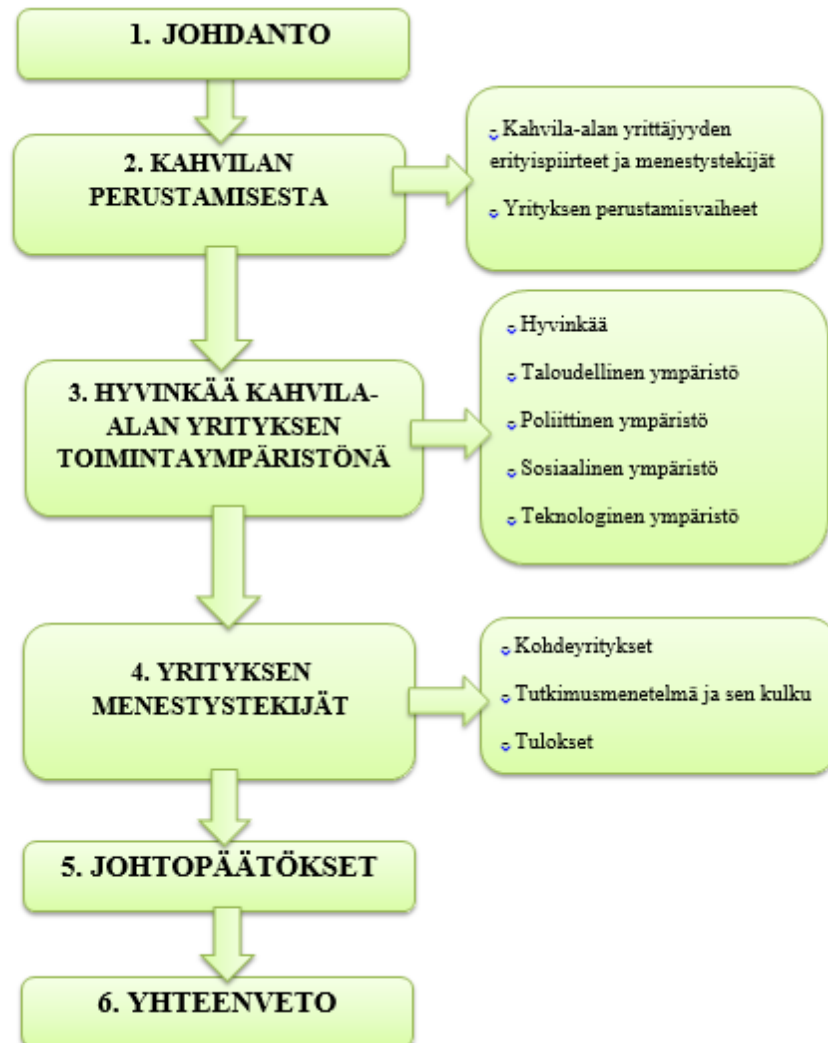 1. JOHDANTO
2. KAHVILAN
PERUSTAMISESTA
Kahvila-alan yrittäjyyden
erityispiirteet ja menestystekijät
Yrityksen perustamisvaiheet
3. HYVINKÄÄ KAHVILA-
ALAN YRITYKSEN
TOIMINTAYMPÄRISTÖNÄ
Hyvinkää
Taloudellinen ympäristö
Poliittinen ympäristö
Sosiaalinen ympäristö
Teknologinen ympäristö
4. YRITYKSEN
MENESTYSTEKIJÄT
Kohdeyritykset
Tutkimusmenetelmä ja sen kulku
Tulokset
5. JOHTOPÄÄTÖKSET
6. YHTEENVETO